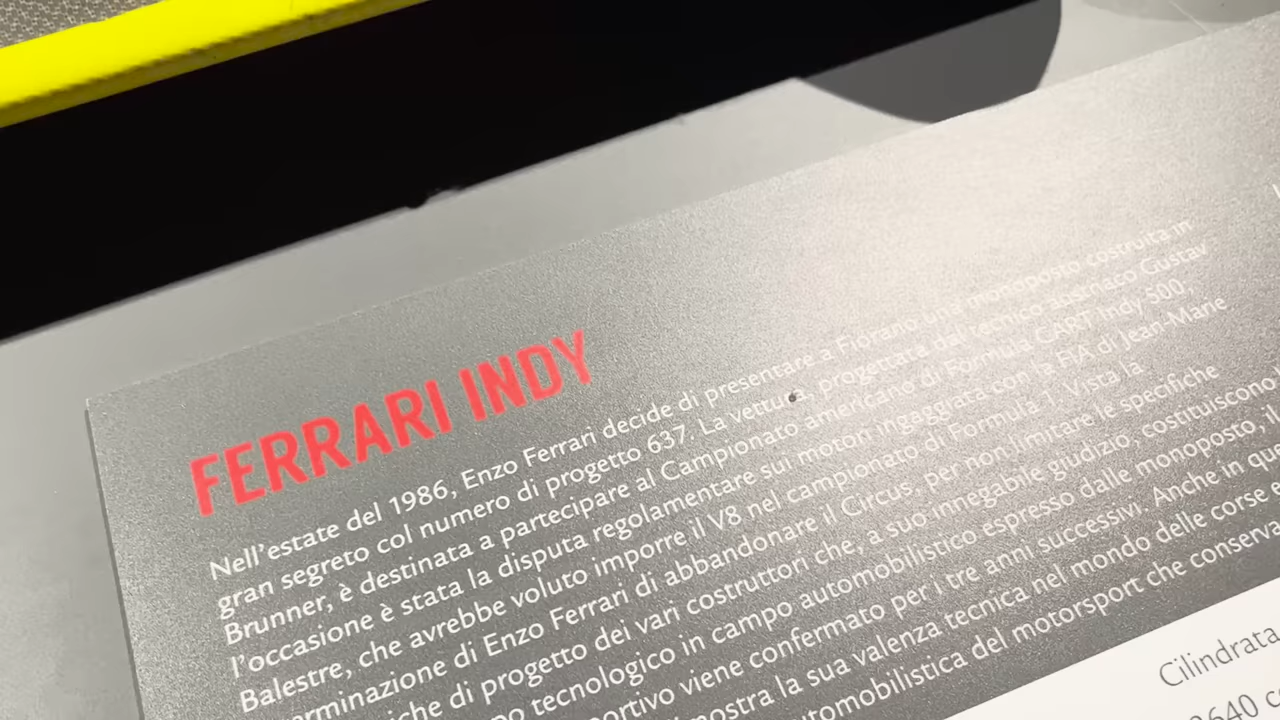 FERRARI INDY
Nell'estate del 1986, Enzo Ferrari decide di presentare a Fiorano una monoposto costruita in
gran segreto col numero di progetto 637. La vettura, progettata dal tecnico Gustav
Brunner, è destinata a partecipare al Campionato americano di Formula CART Indy 500.
l'occasione è stata la disputa regolamentare sui motori ingaggiata con la FIA di Jean-Marie
Balestre, che avrebbe voluto imporre il V8 nel campionato di Formula 1. Vista la
erminazione di Enzo Ferrari di abbandonare il Circus, per non limitare le specifiche
iche di progetto dei vari costruttori che, a suo innegabile giudizio, costituiscono
po tecnologico in campo automobilistico espresso dalle monoposto, il
portivo viene confermato per i tre anni successivi. Anche in que
mostra la sua valenza tecnica nel mondo delle corse e
utomobilistica del motorsport che conserva
Cilindrata